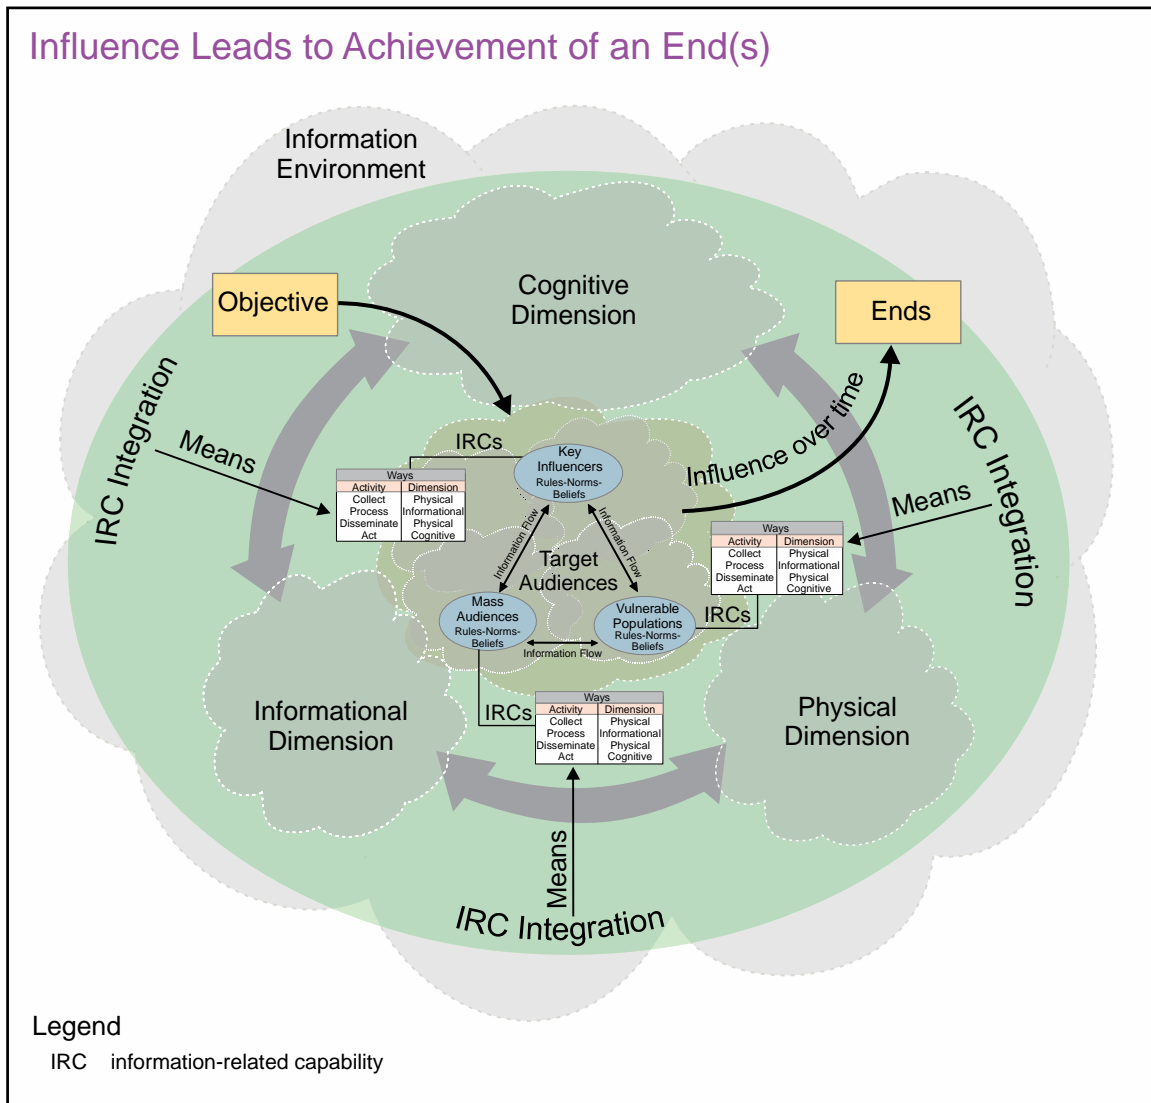 Influence Leads to Achievement of an End(s)
Information
Environment
Cognitive
Dimension
Objective
Ends
IRC Integration
Means
IRCs
Ways
Activity Dimension
Collect Physical
Process Informational
Disseminate Physical
Act Cognitive
Key
Influencers
Rules-Norms-
Beliefs
Influence over time
IRC Integration
Means
Ways
Activity Dimension
Collect Physical
Process Informational
Disseminate Physical
Act Cognitive
IRCs
Information Flow
Information Flow
Target
Audiences
Mass
Audiences
Rules-Norms-
Beliefs
Vulnerable
Populations
Rules-Norms-
Beliefs
Information Flow
Informational
Dimension
IRCs
Ways
Activity Dimension
Collect Physical
Process Informational
Disseminate Physical
Act Cognitive
Physical
Dimension
Means
IRC Integration
Legend
IRC information-related capability